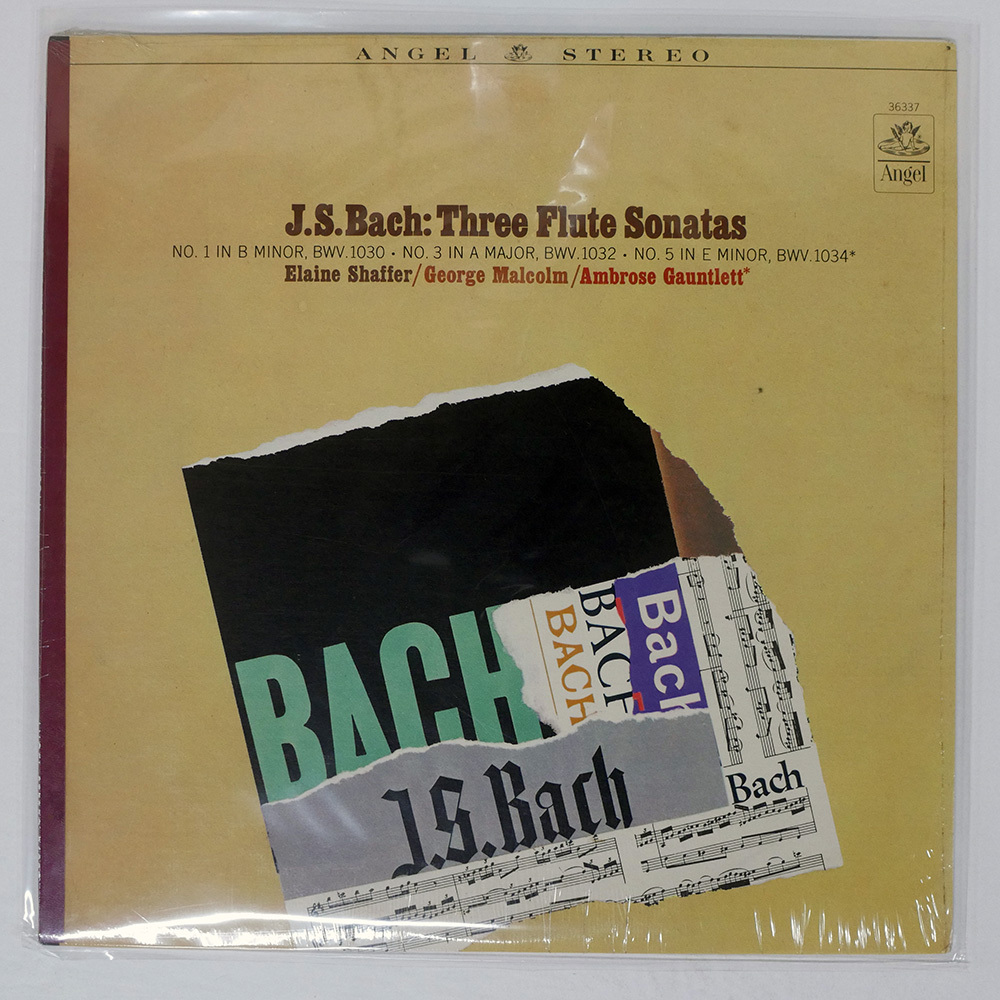 ANGEL STEREO
36337
Angel
J.S.Bach: Three Flute Sonatas
NO. 1 IN B MINOR, BWV.1030 • NO. 3 IN A MAJOR, BWV.1032 • NO. 5 IN E MINOR, BWV.1034*
Elaine Shaffer/George Malcolm/Ambrose Gauntlett*
BACH
BACH
BACH
Bach
J.S.Bach
Bach